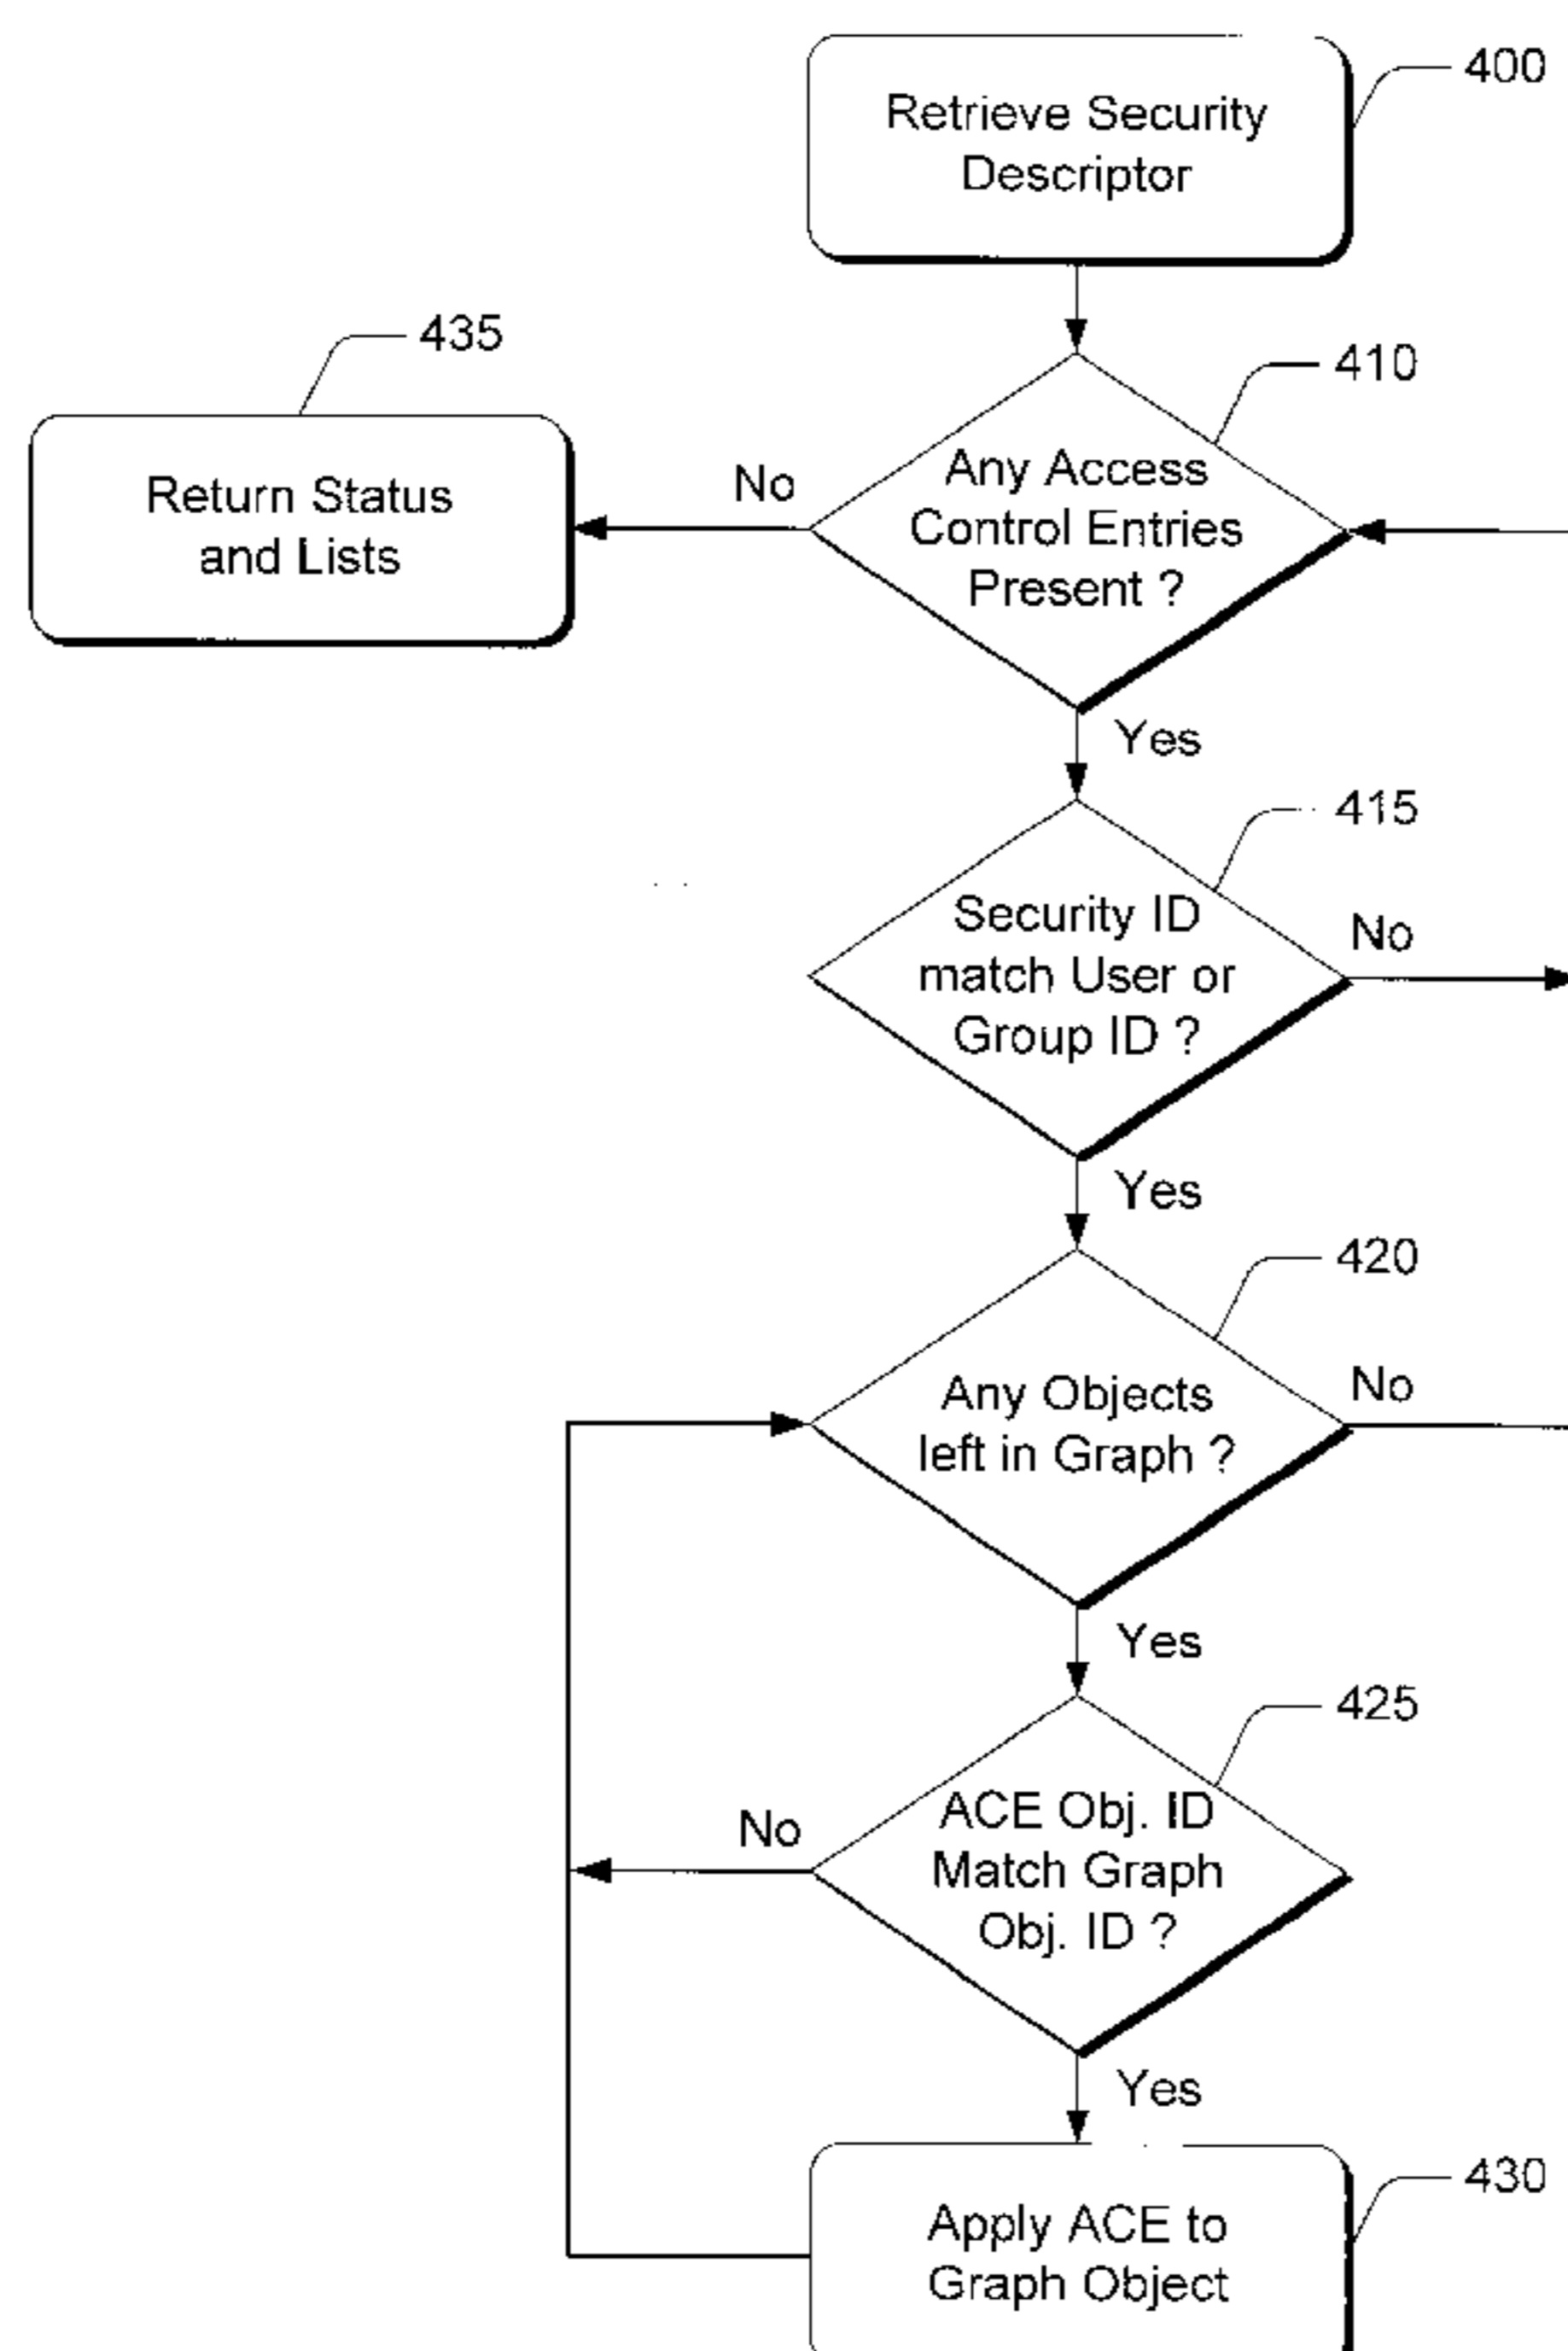 400
Retrieve Security
Descriptor
435
410
Return Status
and Lists
No
Any Access
Control Entries
Present ?
Yes
415
Security ID
match User or
Group ID ?
No
Yes
420
Any Objects
left in Graph ?
No
Yes
425
No
ACE Obj. ID
Match Graph
Obj. ID ?
Yes
430
Apply ACE to
Graph Object